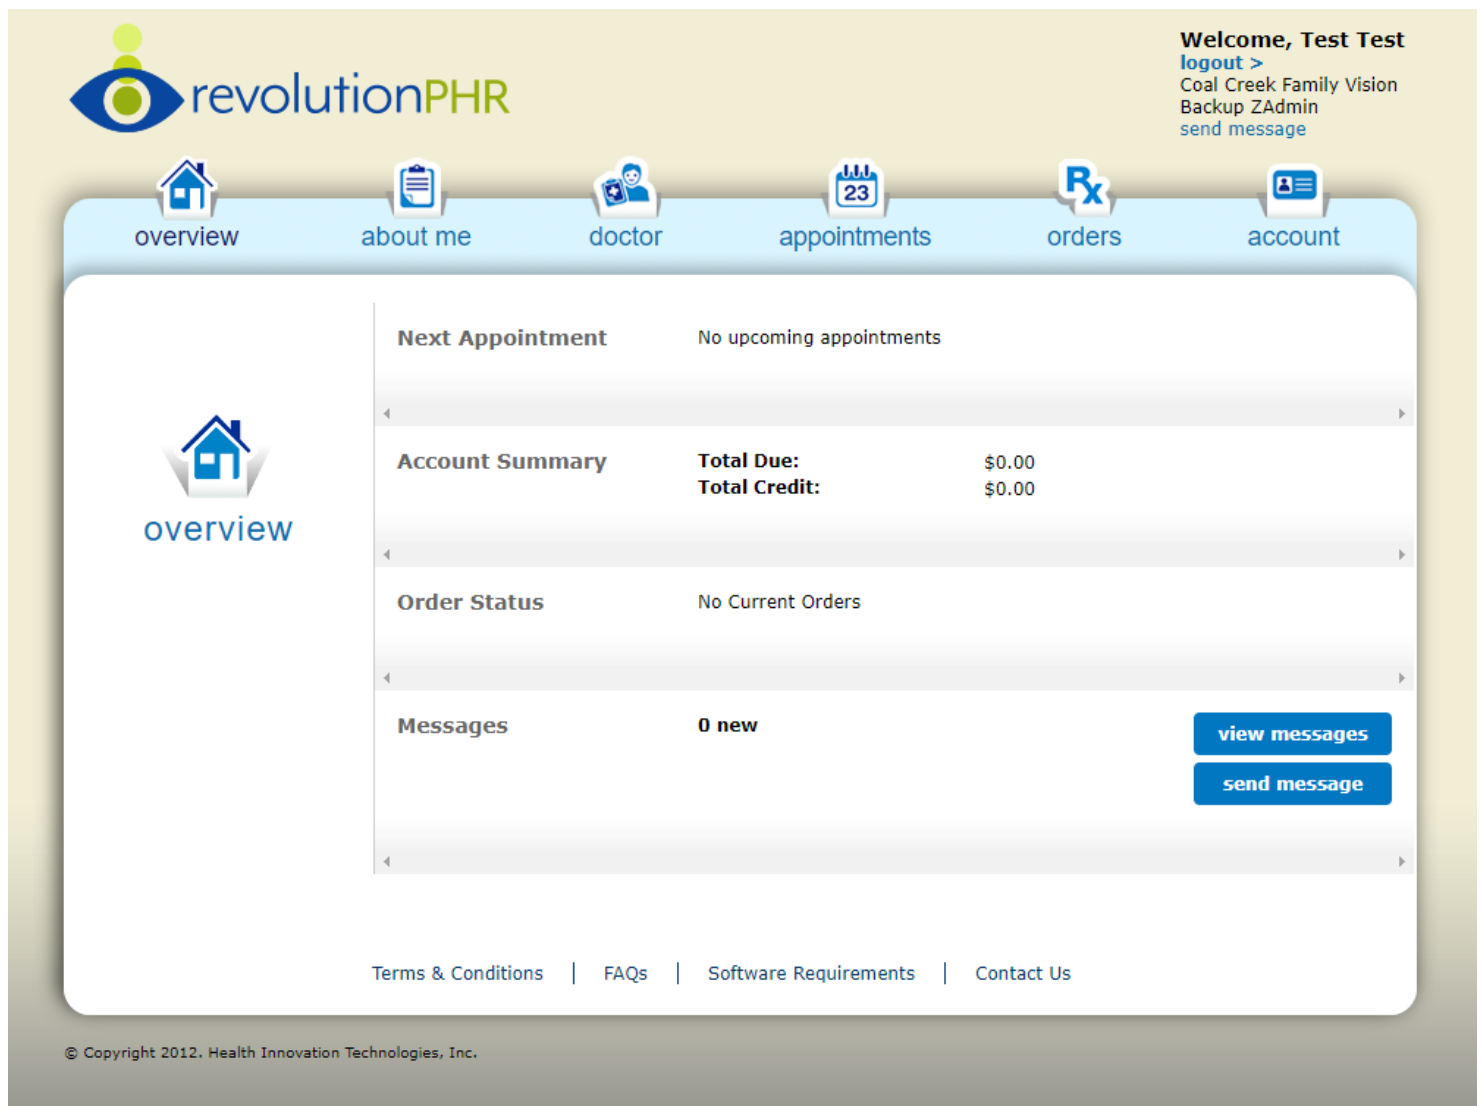 revolutionPHR
Welcome, Test Test
logout >
Coal Creek Family Vision
Backup ZAdmin
send message
23
Rx
overview
about me
doctor
appointments
orders
account
overview
Next Appointment
No upcoming appointments
Account Summary
Total Due: $0.00
Total Credit: $0.00
Order Status
No Current Orders
Messages
0 new
view messages
send message
Terms & Conditions | FAQs | Software Requirements | Contact Us
© Copyright 2012. Health Innovation Technologies, Inc.